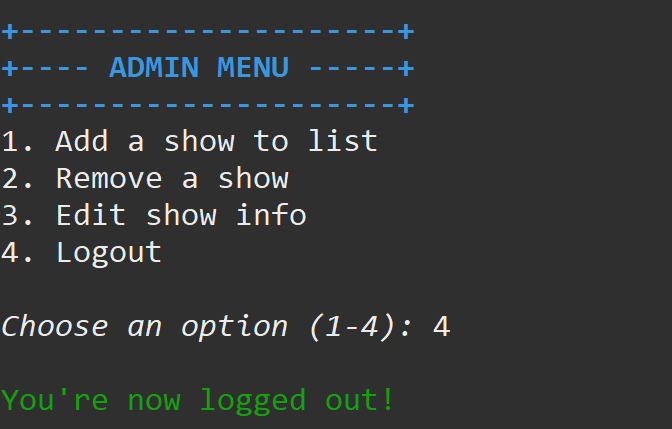 +---------------------+
+---- ADMIN MENU -----+
+---------------------+
1. Add a show to list
2. Remove a show
3. Edit show info
4. Logout
Choose an option (1-4): 4
You're now logged out!